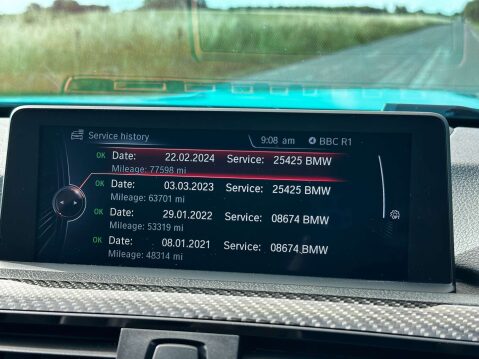 Service history 9:08 am BBC R1
OK Date: 22.02.2024 Service: 25425 BMW
Mileage: 77598 mi
OK Date: 03.03.2023 Service: 25425 BMW
Mileage: 63701 mi
OK Date: 29.01.2022 Service: 08674 BMW
Mileage: 53319 mi
OK Date: 08.01.2021 Service: 08674 BMW
Mileage: 48314 mi